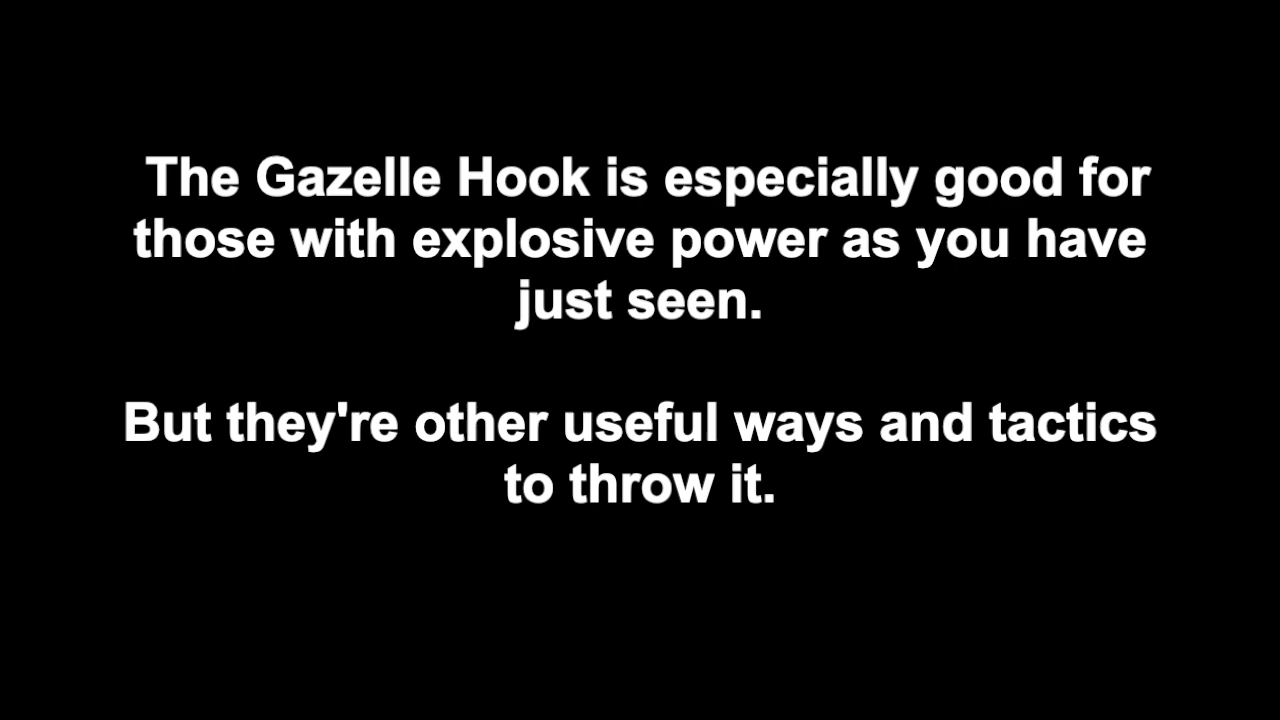 The Gazelle Hook is especially good for
those with explosive power as you have
just seen.
But they're other useful ways and tactics
to throw it.